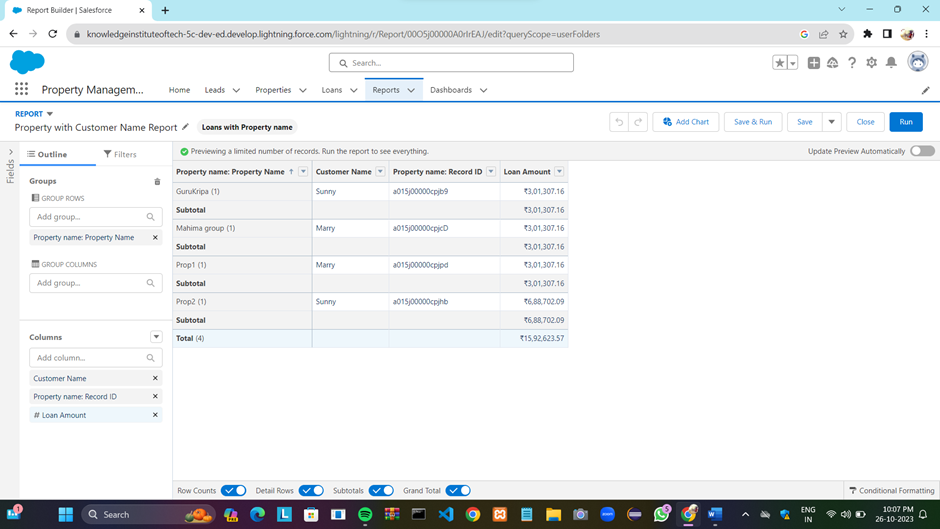 Report Builder | Salesforce
knowledgeinstituteoftech-5c-dev-ed.develop.lightning.force.com/lightning/r/Report/00O5j00000A0rIrEAJ/edit?queryScope=userFolders
Search...
Property Managem... Home Leads Properties Loans Reports Dashboards
REPORT
Property with Customer Name Report Loans with Property name
Add Chart Save & Run Save Close Run
Fields
Outline Filters
Previewing a limited number of records. Run the report to see everything. Update Preview Automatically
Groups
GROUP ROWS
Add group...
Property name: Property Name
GROUP COLUMNS
Add group...
Columns
Add column...
Customer Name
Property name: Record ID
# Loan Amount
Property name: Property Name Customer Name Property name: Record ID Loan Amount
GuruKripa (1) Sunny a015j00000cpjb9 ₹3,01,307.16
Subtotal ₹3,01,307.16
Mahima group (1) Marry a015j00000cpjcD ₹3,01,307.16
Subtotal ₹3,01,307.16
Prop1 (1) Marry a015j00000cpjpd ₹3,01,307.16
Subtotal ₹3,01,307.16
Prop2 (1) Sunny a015j00000cpjhb ₹6,88,702.09
Subtotal ₹6,88,702.09
Total (4) ₹15,92,623.57
Row Counts Detail Rows Subtotals Grand Total Conditional Formatting
1 Search 5 ENG IN 10:07 PM 26-10-2023